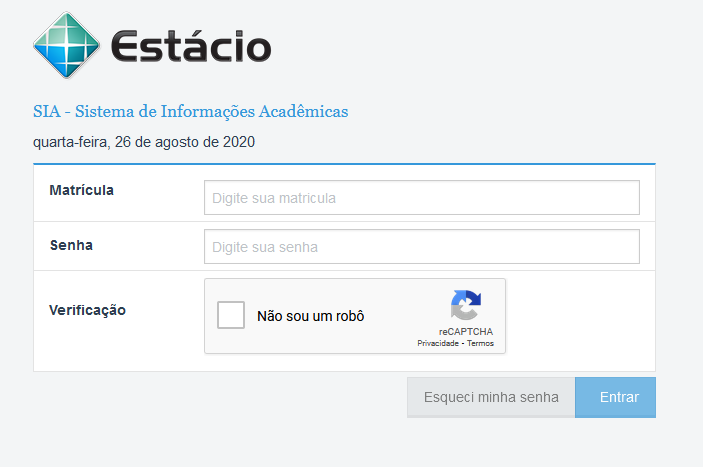 Estácio
SIA - Sistema de Informações Acadêmicas
quarta-feira, 26 de agosto de 2020
Matrícula
Digite sua matricula
Senha
Digite sua senha
Verificação
Não sou um robô
reCAPTCHA
Privacidade - Termos
Esqueci minha senha
Entrar